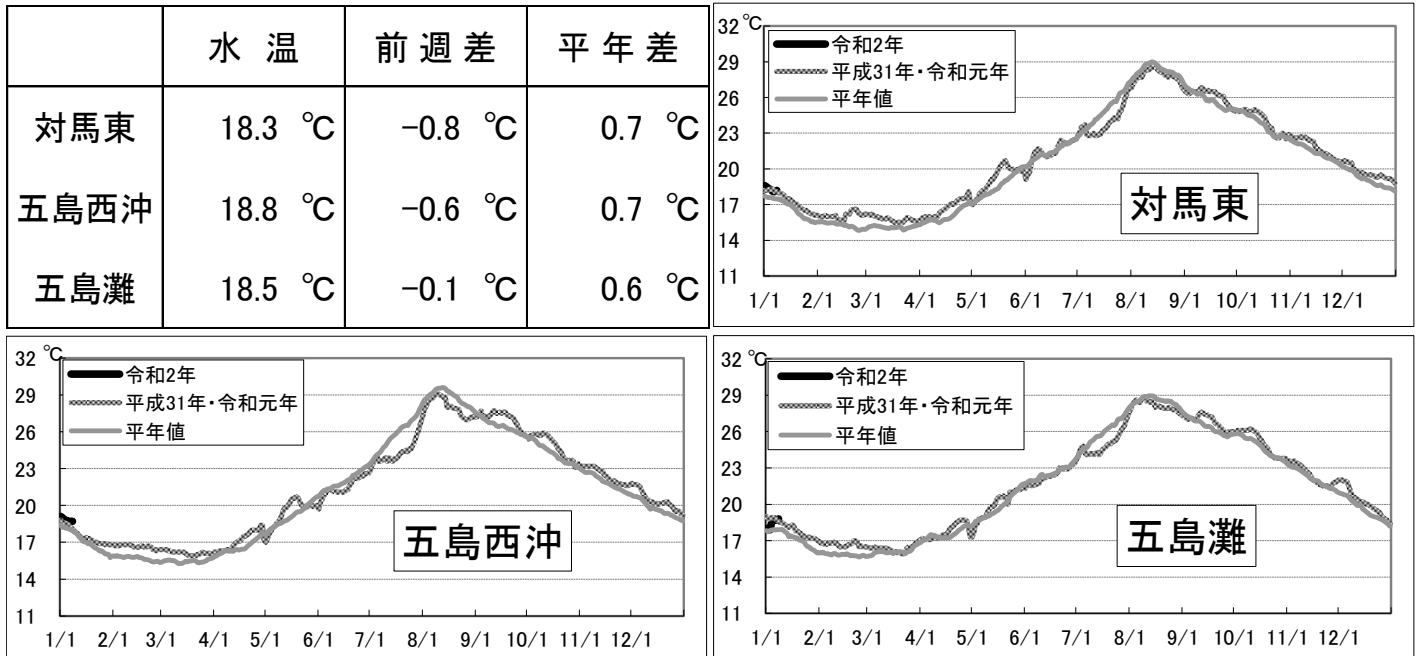 水 温 前 週 差 平 年 差
対馬東 18.3 ℃ -0.8 ℃ 0.7 ℃
五島西沖 18.8 ℃ -0.6 ℃ 0.7 ℃
五島灘 18.5 ℃ -0.1 ℃ 0.6 ℃
℃
32
29
26
23
20
17
14
11
令和2年
平成31年・令和元年
平年値
対馬東
1/1 2/1 3/1 4/1 5/1 6/1 7/1 8/1 9/1 10/1 11/1 12/1
℃
32
29
26
23
20
17
14
11
令和2年
平成31年・令和元年
平年値
五島西沖
1/1 2/1 3/1 4/1 5/1 6/1 7/1 8/1 9/1 10/1 11/1 12/1
℃
32
29
26
23
20
17
14
11
令和2年
平成31年・令和元年
平年値
五島灘
1/1 2/1 3/1 4/1 5/1 6/1 7/1 8/1 9/1 10/1 11/1 12/1